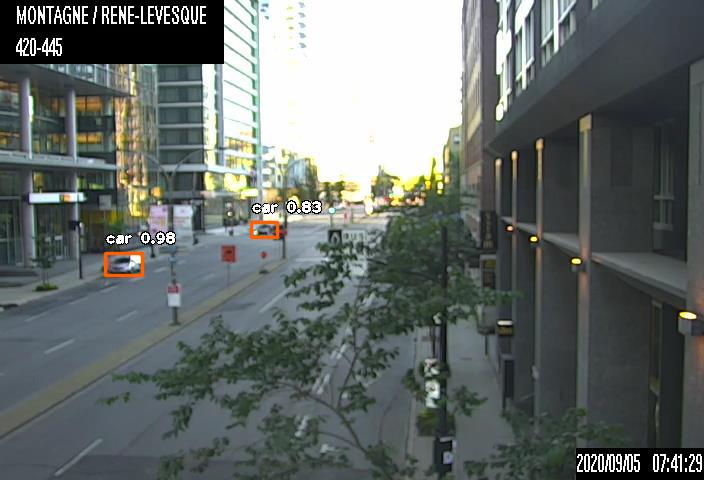 MONTAGNE / RENE-LEVESQUE
420-445
car 0.83
car 0.98
2020/09/05 07:41:29